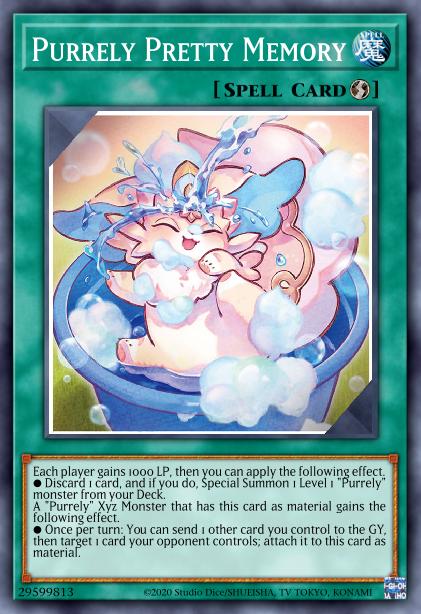 Purrely Pretty Memory
SPELL
魔
[Spell Card]
Each player gains 1000 LP, then you can apply the following effect.
● Discard 1 card, and if you do, Special Summon 1 Level 1 "Purrely"
monster from your Deck.
A "Purrely" Xyz Monster that has this card as material gains the
following effect.
● Once per turn: You can send 1 other card you control to the GY,
then target 1 card your opponent controls; attach it to this card as
material.
29599813
©2020 Studio Dice/SHUEISHA, TV TOKYO, KONAMI